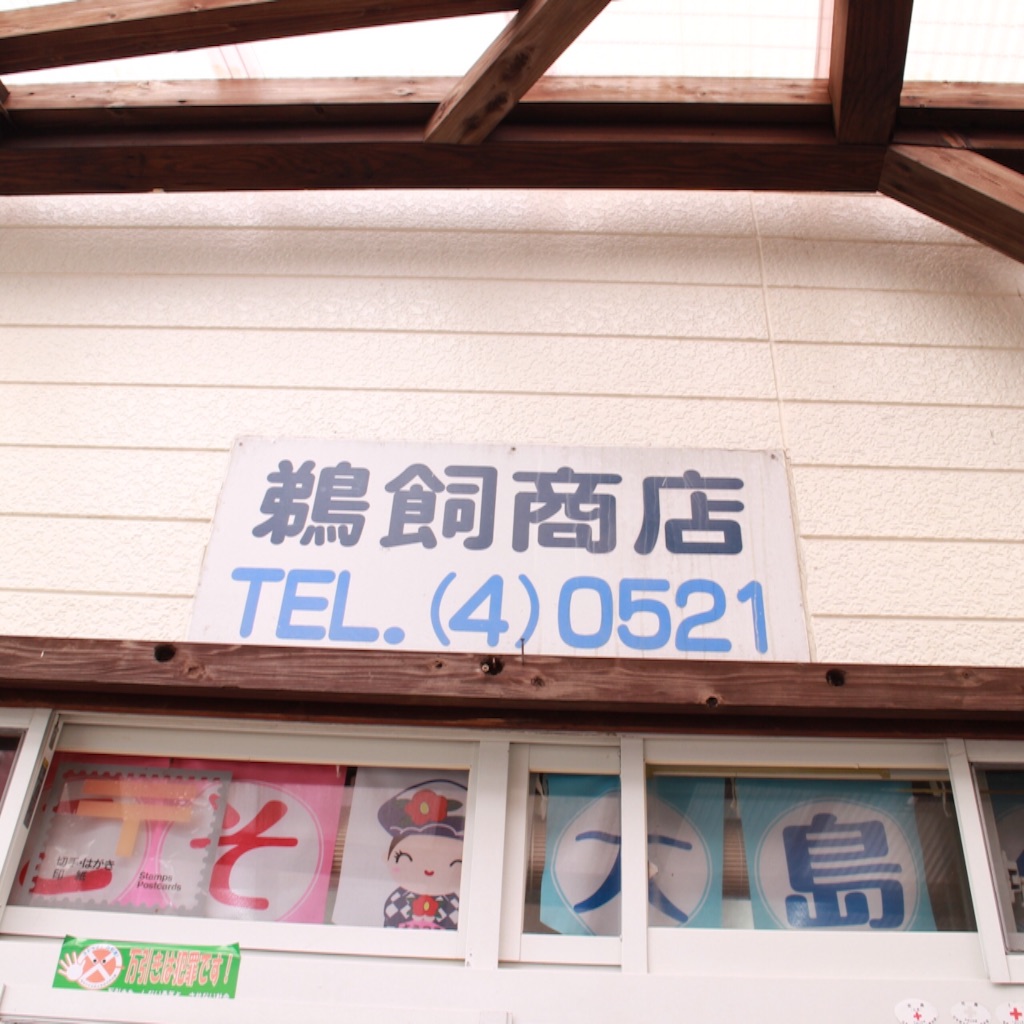 鵜飼商店
TEL.(4)0521
〒
切手・はがき
印紙
Stamps
Postcards
そ
大
島
万引きは犯罪です!